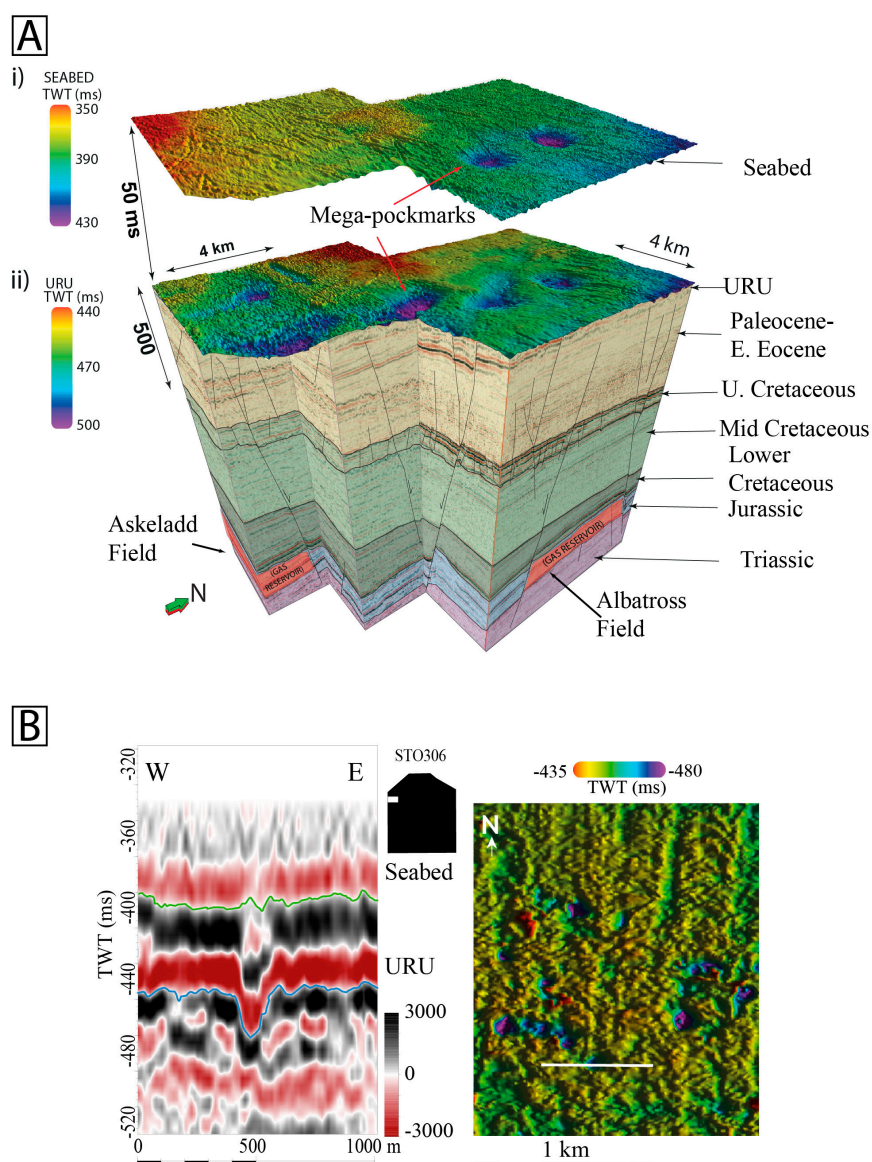 A
i)
SEABED
TWT (ms)
350
390
430
50 ms
Seabed
Mega-pockmarks
4 km
4 km
ii)
URU
TWT (ms)
440
470
500
500
URU
Paleocene-
E. Eocene
U. Cretaceous
Mid Cretaceous
Lower
Cretaceous
Jurassic
Triassic
Askeladd
Field
(GAS
RESERVOIR)
(GAS RESERVOIR)
Albatross
Field
N
B
W
E
-320
-360
-400
-440
-480
-520
TWT (ms)
0
500
1000
m
STO306
Seabed
URU
3000
0
-3000
-435
-480
TWT (ms)
N
1 km